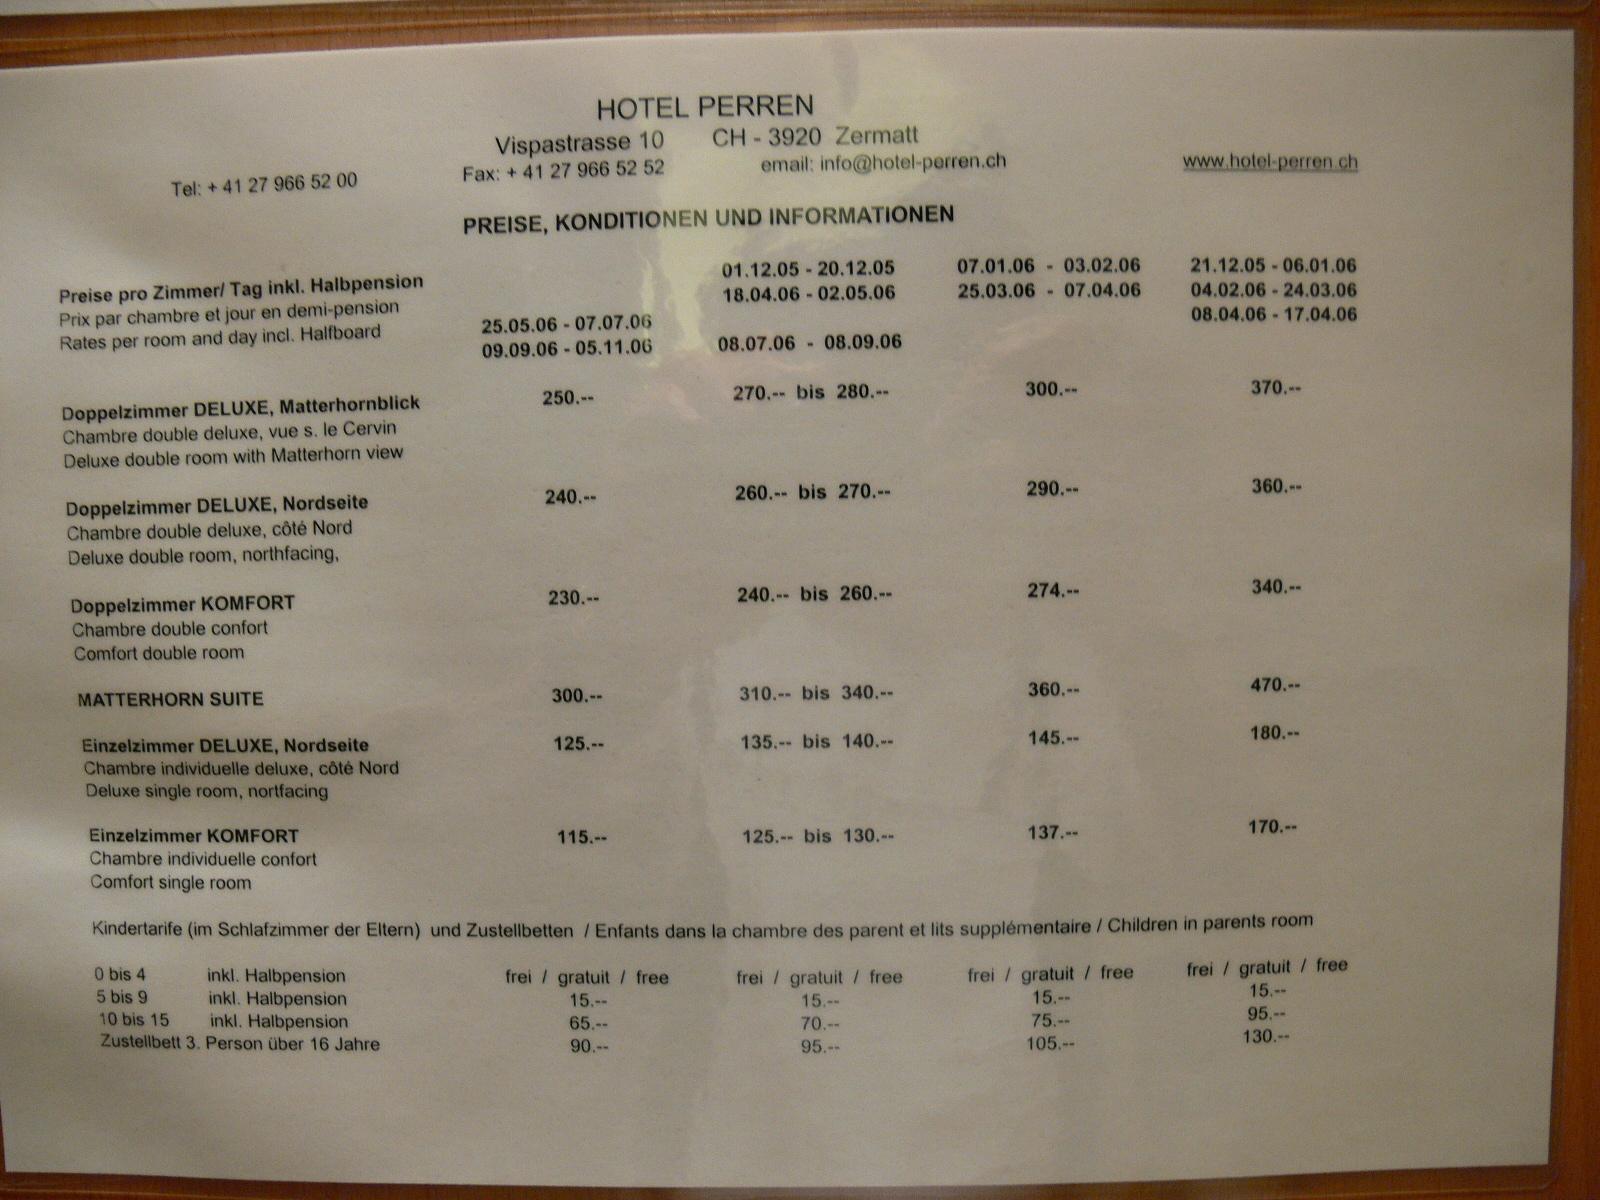 HOTEL PERREN
Vispastrasse 10 CH - 3920 Zermatt
Tel: + 41 27 966 52 00 Fax: + 41 27 966 52 52 email: info@hotel-perren.ch www.hotel-perren.ch
PREISE, KONDITIONEN UND INFORMATIONEN
01.12.05 - 20.12.05 07.01.06 - 03.02.06 21.12.05 - 06.01.06
Preise pro Zimmer/ Tag inkl. Halbpension 18.04.06 - 02.05.06 25.03.06 - 07.04.06 04.02.06 - 24.03.06
Prix par chambre et jour en demi-pension 25.05.06 - 07.07.06 08.04.06 - 17.04.06
Rates per room and day incl. Halfboard 09.09.06 - 05.11.06 08.07.06 - 08.09.06
Doppelzimmer DELUXE, Matterhornblick 250.-- 270.-- bis 280.-- 300.-- 370.--
Chambre double deluxe, vue s. le Cervin
Deluxe double room with Matterhorn view
Doppelzimmer DELUXE, Nordseite 240.-- 260.-- bis 270.-- 290.-- 360.--
Chambre double deluxe, côté Nord
Deluxe double room, northfacing,
Doppelzimmer KOMFORT 230.-- 240.-- bis 260.-- 274.-- 340.--
Chambre double confort
Comfort double room
MATTERHORN SUITE 300.-- 310.-- bis 340.-- 360.-- 470.--
Einzelzimmer DELUXE, Nordseite 125.-- 135.-- bis 140.-- 145.-- 180.--
Chambre individuelle deluxe, côté Nord
Deluxe single room, nortfacing
Einzelzimmer KOMFORT 115.-- 125.-- bis 130.-- 137.-- 170.--
Chambre individuelle confort
Comfort single room
Kindertarife (im Schlafzimmer der Eltern) und Zustellbetten / Enfants dans la chambre des parent et lits supplémentaire / Children in parents room
0 bis 4 inkl. Halbpension frei / gratuit / free frei / gratuit / free frei / gratuit / free frei / gratuit / free
5 bis 9 inkl. Halbpension 15.-- 15.-- 15.-- 15.--
10 bis 15 inkl. Halbpension 65.-- 70.-- 75.-- 95.--
Zustellbett 3. Person über 16 Jahre 90.-- 95.-- 105.-- 130.--